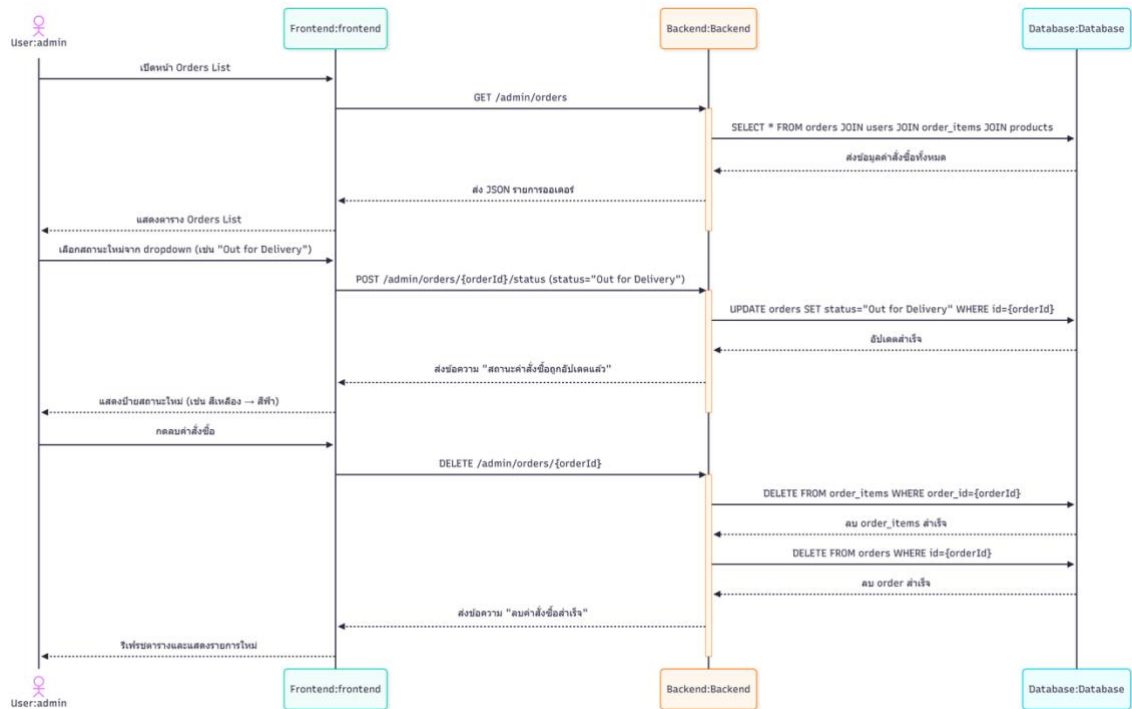 User:admin
Frontend:frontend
Backend:Backend
Database:Database
เปิดหน้า Orders List
GET /admin/orders
SELECT * FROM orders JOIN users JOIN order_items JOIN products
ส่งข้อมูลคำสั่งซื้อทั้งหมด
ส่ง JSON รายการออเดอร์
แสดงตาราง Orders List
เลือกสถานะใหม่จาก dropdown (เช่น "Out for Delivery")
POST /admin/orders/{orderId}/status (status="Out for Delivery")
UPDATE orders SET status="Out for Delivery" WHERE id={orderId}
อัปเดตสำเร็จ
ส่งข้อความ "สถานะคำสั่งซื้อถูกอัปเดตแล้ว"
แสดงป้ายสถานะใหม่ (เช่น สีเหลือง → สีฟ้า)
กดลบคำสั่งซื้อ
DELETE /admin/orders/{orderId}
DELETE FROM order_items WHERE order_id={orderId}
ลบ order_items สำเร็จ
DELETE FROM orders WHERE id={orderId}
ลบ order สำเร็จ
ส่งข้อความ "ลบคำสั่งซื้อสำเร็จ"
รีเฟรชตารางและแสดงรายการใหม่
User:admin
Frontend:frontend
Backend:Backend
Database:Database